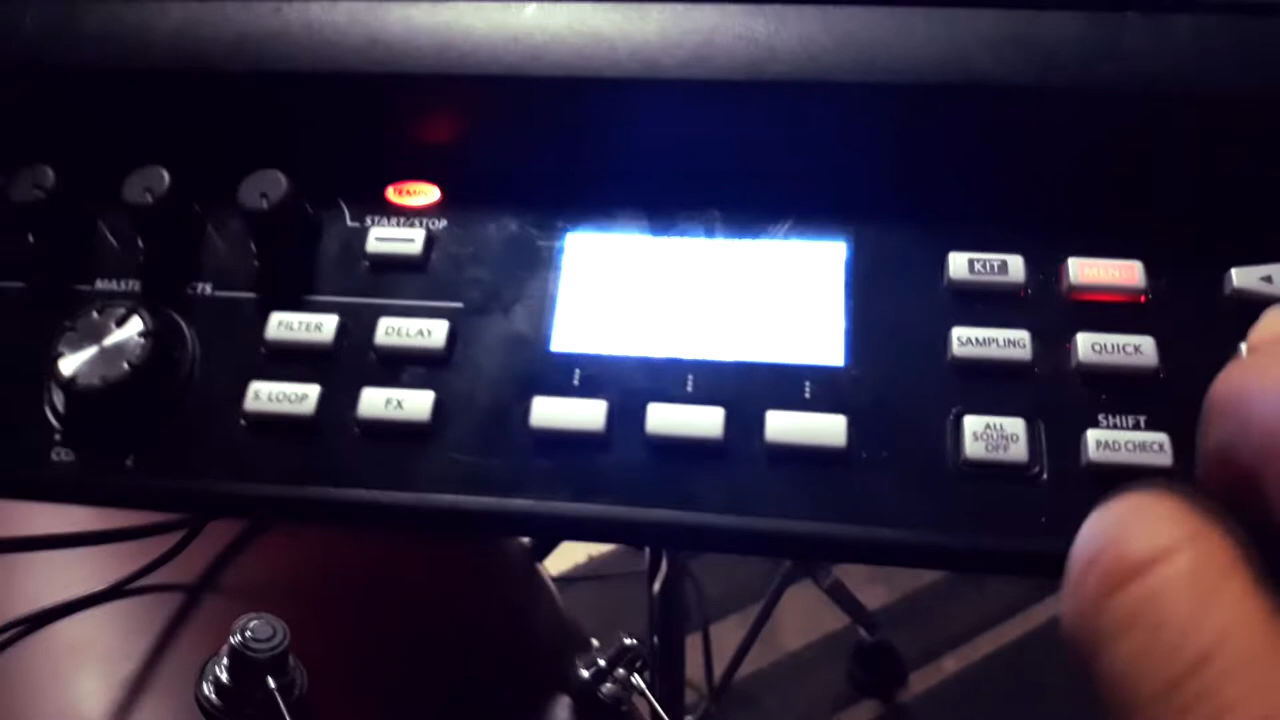 TEMPO
START/STOP
KIT
MENU
FILTER
DELAY
SAMPLING
QUICK
S. LOOP
FX
ALL
SOUND
OFF
SHIFT
PAD CHECK